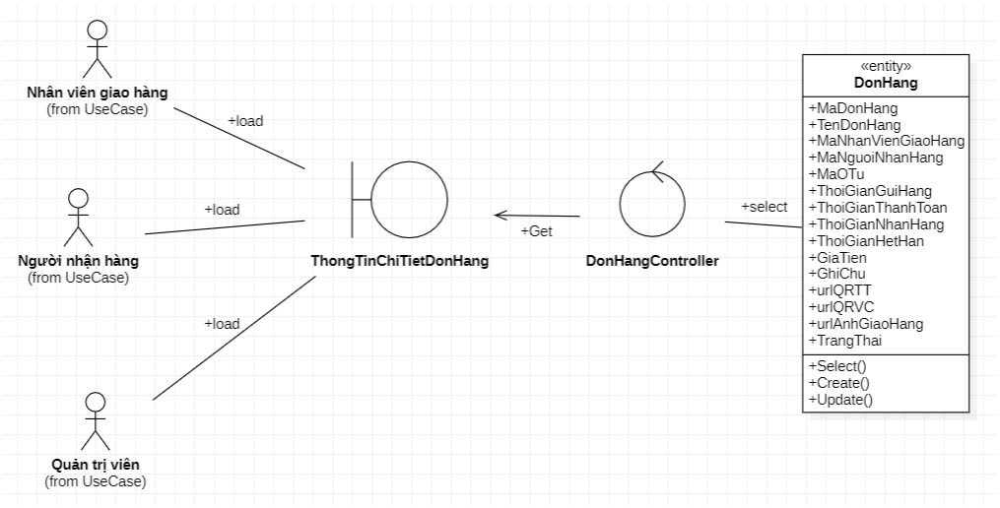 Nhân viên giao hàng
(from UseCase)
+load
Người nhận hàng
(from UseCase)
+load
Quản trị viên
(from UseCase)
+load
ThongTinChiTietDonHang
+Get
DonHangController
+select
«entity»
DonHang
+MaDonHang
+TenDonHang
+MaNhanVienGiaoHang
+MaNguoiNhanHang
+MaOTu
+ThoiGianGuiHang
+ThoiGianThanhToan
+ThoiGianNhanHang
+ThoiGianHetHan
+GiaTien
+GhiChu
+urlQRTT
+urlQRVC
+urlAnhGiaoHang
+TrangThai
+Select()
+Create()
+Update()